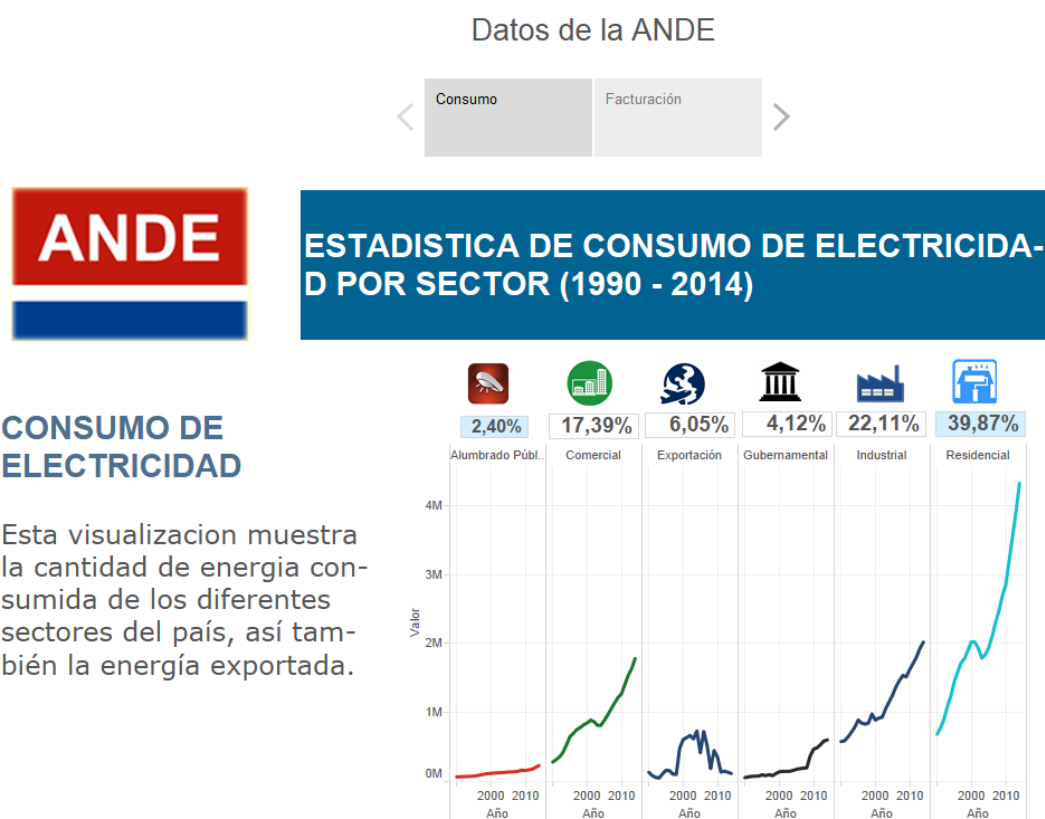 Datos de la ANDE
Consumo
Facturación
ANDE
ESTADISTICA DE CONSUMO DE ELECTRICIDA-
D POR SECTOR (1990 - 2014)
CONSUMO DE
ELECTRICIDAD
Esta visualizacion muestra
la cantidad de energia con-
sumida de los diferentes
sectores del país, así tam-
bién la energía exportada.
2,40% 17,39% 6,05% 4,12% 22,11% 39,87%
Alumbrado Públ.. Comercial Exportación Gubernamental Industrial Residencial
4M
3M
2M
1M
0M
Valor
2000 2010 2000 2010 2000 2010 2000 2010 2000 2010 2000 2010
Año Año Año Año Año Año